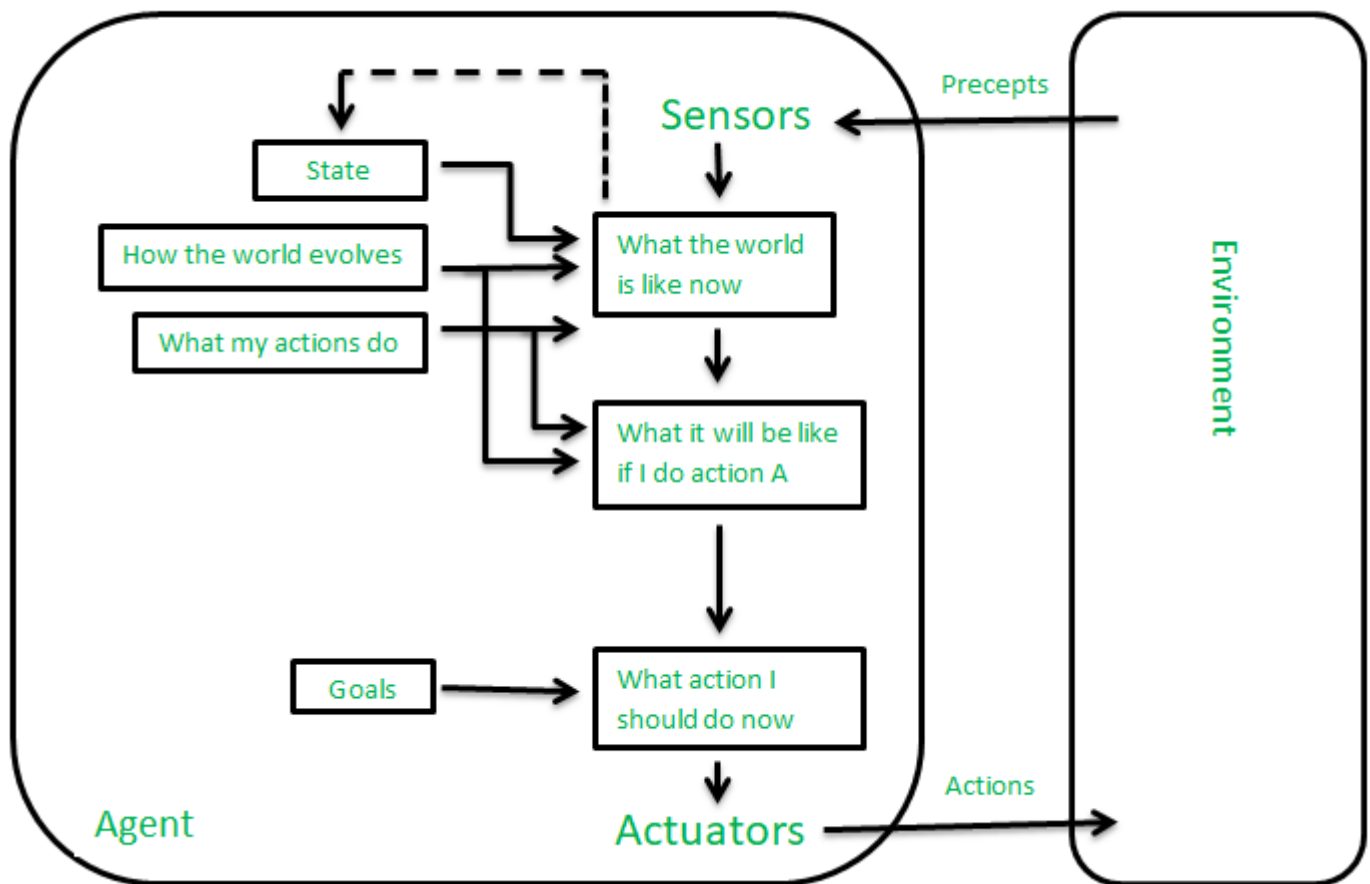 Precepts
Sensors
State
How the world evolves
What my actions do
What the world
is like now
What it will be like
if I do action A
Goals
What action I
should do now
Agent
Actuators
Actions
Environment